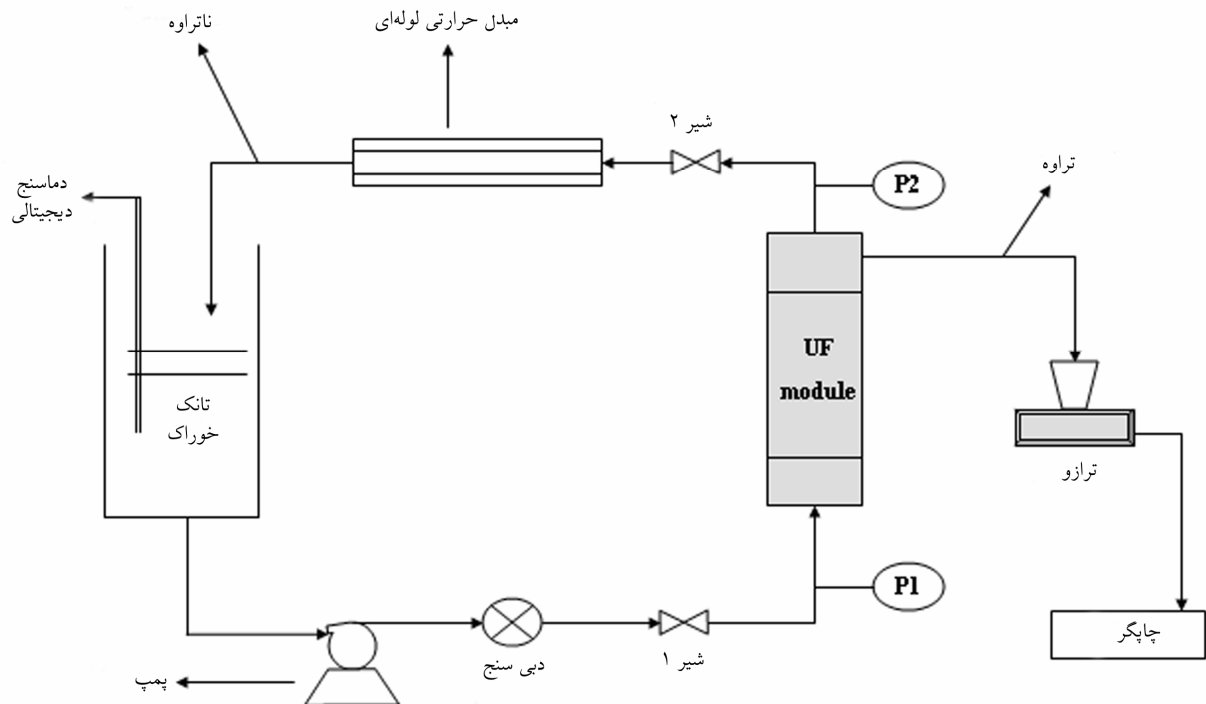 ناتراوه
مبدل حرارتی لوله‌ای
شیر ۲
P2
تراوه
دماسنج
دیجیتالی
UF
module
تانک
خوراک
ترازو
P1
چاپگر
شیر ۱
دبی سنج
پمپ